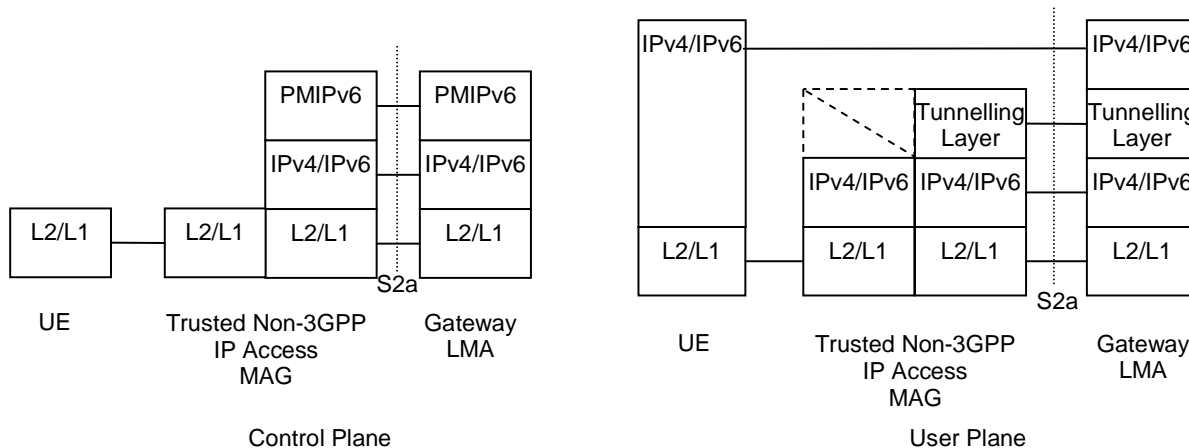 PMIPv6
PMIPv6
IPv4/IPv6
IPv4/IPv6
L2/L1
L2/L1
L2/L1
L2/L1
S2a
UE
Trusted Non-3GPP
IP Access
MAG
Gateway
LMA
Control Plane
IPv4/IPv6
IPv4/IPv6
Tunnelling
Layer
Tunnelling
Layer
IPv4/IPv6
IPv4/IPv6
IPv4/IPv6
L2/L1
L2/L1
L2/L1
L2/L1
S2a
UE
Trusted Non-3GPP
IP Access
MAG
Gateway
LMA
User Plane